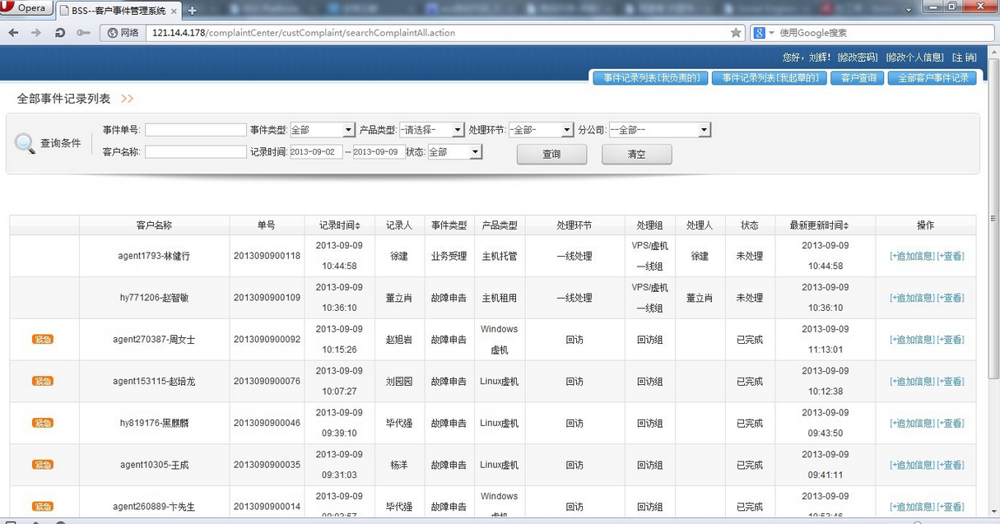 Opera
BSS--客户事件管理系统
网络 121.14.4.178/complaintCenter/custComplaint/searchComplaintAll.action
使用Google搜索
您好，刘辉! [修改密码] [修改个人信息] [注 销]
事件记录列表[我负责的] 事件记录列表[我起草的] 客户查询 全部客户事件记录
全部事件记录列表 >>
查询条件
事件单号: 事件类型: 全部 产品类型: -请选择- 处理环节: -全部- 分公司: --全部--
客户名称: 记录时间: 2013-09-02 -- 2013-09-09 状态: 全部 查询 清空
客户名称 单号 记录时间 记录人 事件类型 产品类型 处理环节 处理组 处理人 状态 最新更新时间 操作
agent1793-林健行 2013090900118 2013-09-09 10:44:58 徐建 业务受理 主机托管 一线处理 VPS/虚机一线组 徐建 未处理 2013-09-09 10:44:58 [+追加信息] [+查看]
hy771206-赵智敏 2013090900109 2013-09-09 10:36:10 董立肖 故障申告 主机租用 一线处理 VPS/虚机一线组 董立肖 未处理 2013-09-09 10:36:10 [+追加信息] [+查看]
紧急 agent270387-周女士 2013090900092 2013-09-09 10:15:26 赵旭岩 故障申告 Windows虚机 回访 回访组 已完成 2013-09-09 11:13:01 [+追加信息] [+查看]
紧急 agent153115-赵培龙 2013090900076 2013-09-09 10:07:27 刘园园 故障申告 Linux虚机 回访 回访组 已完成 2013-09-09 10:12:38 [+追加信息] [+查看]
紧急 hy819176-黑麒麟 2013090900046 2013-09-09 09:39:10 毕代强 故障申告 Linux虚机 回访 回访组 已完成 2013-09-09 09:43:50 [+追加信息] [+查看]
紧急 agent10305-王成 2013090900035 2013-09-09 09:31:03 杨洋 故障申告 Linux虚机 回访 回访组 已完成 2013-09-09 09:41:11 [+追加信息] [+查看]
紧急 agent260889-卞先生 2013090900014 2013-09-09 毕代强 故障申告 Windows 回访 回访组 已完成 2013-09-09 [+追加信息] [+查看]